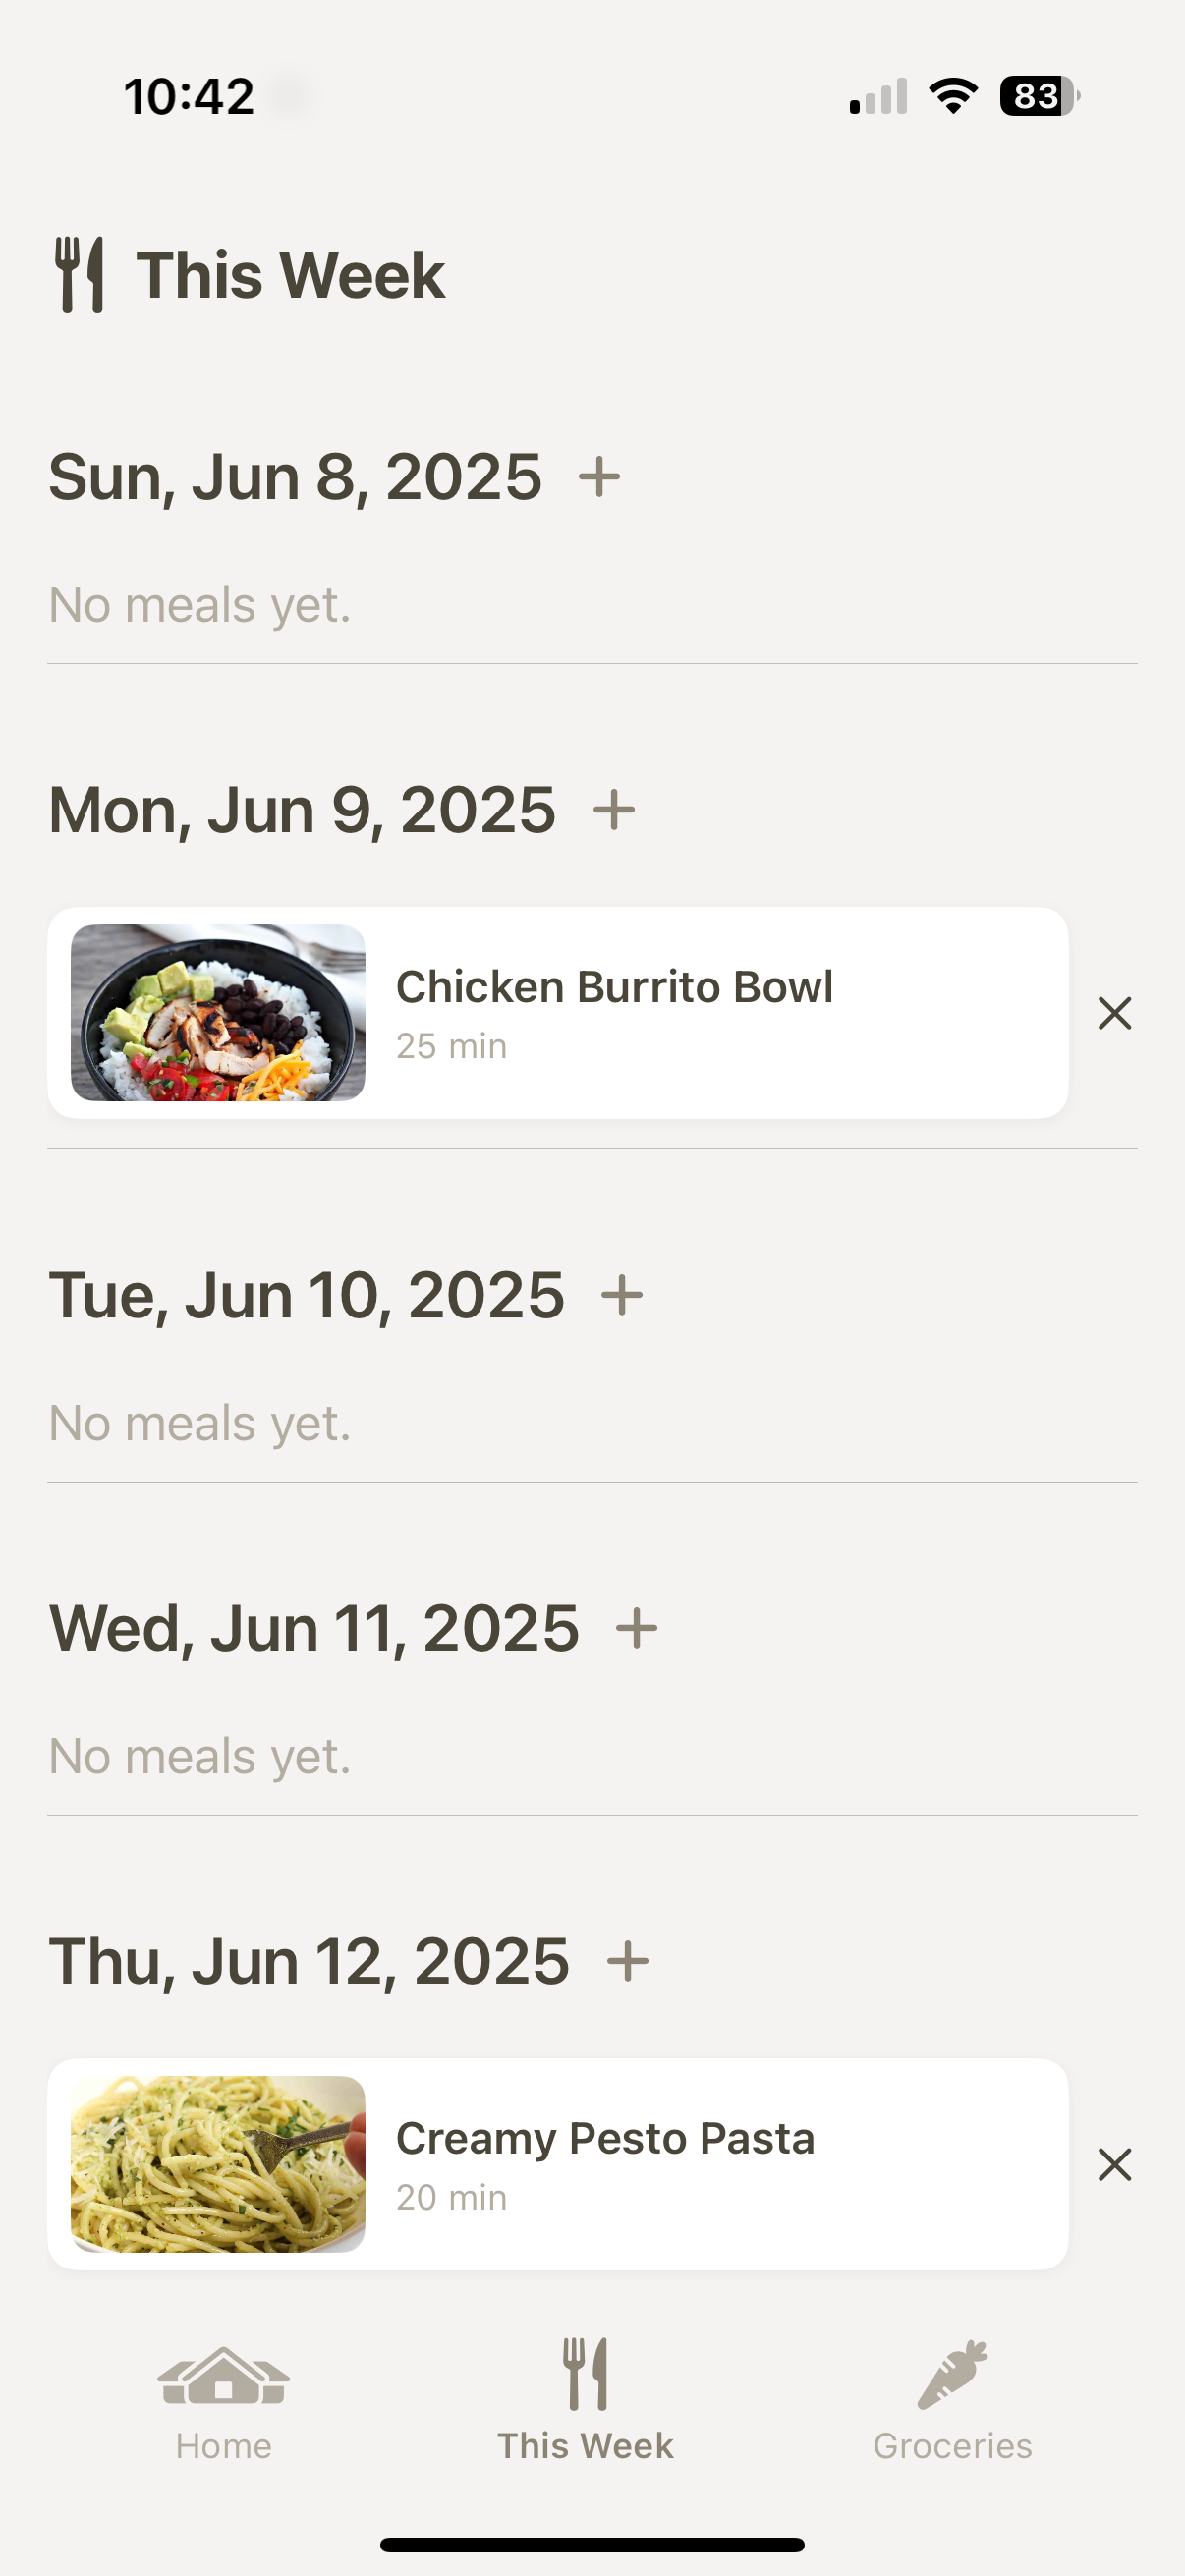 10:42
83
This Week
Sun, Jun 8, 2025 +
No meals yet.
Mon, Jun 9, 2025 +
Chicken Burrito Bowl
25 min
Tue, Jun 10, 2025 +
No meals yet.
Wed, Jun 11, 2025 +
No meals yet.
Thu, Jun 12, 2025 +
Creamy Pesto Pasta
20 min
Home
This Week
Groceries